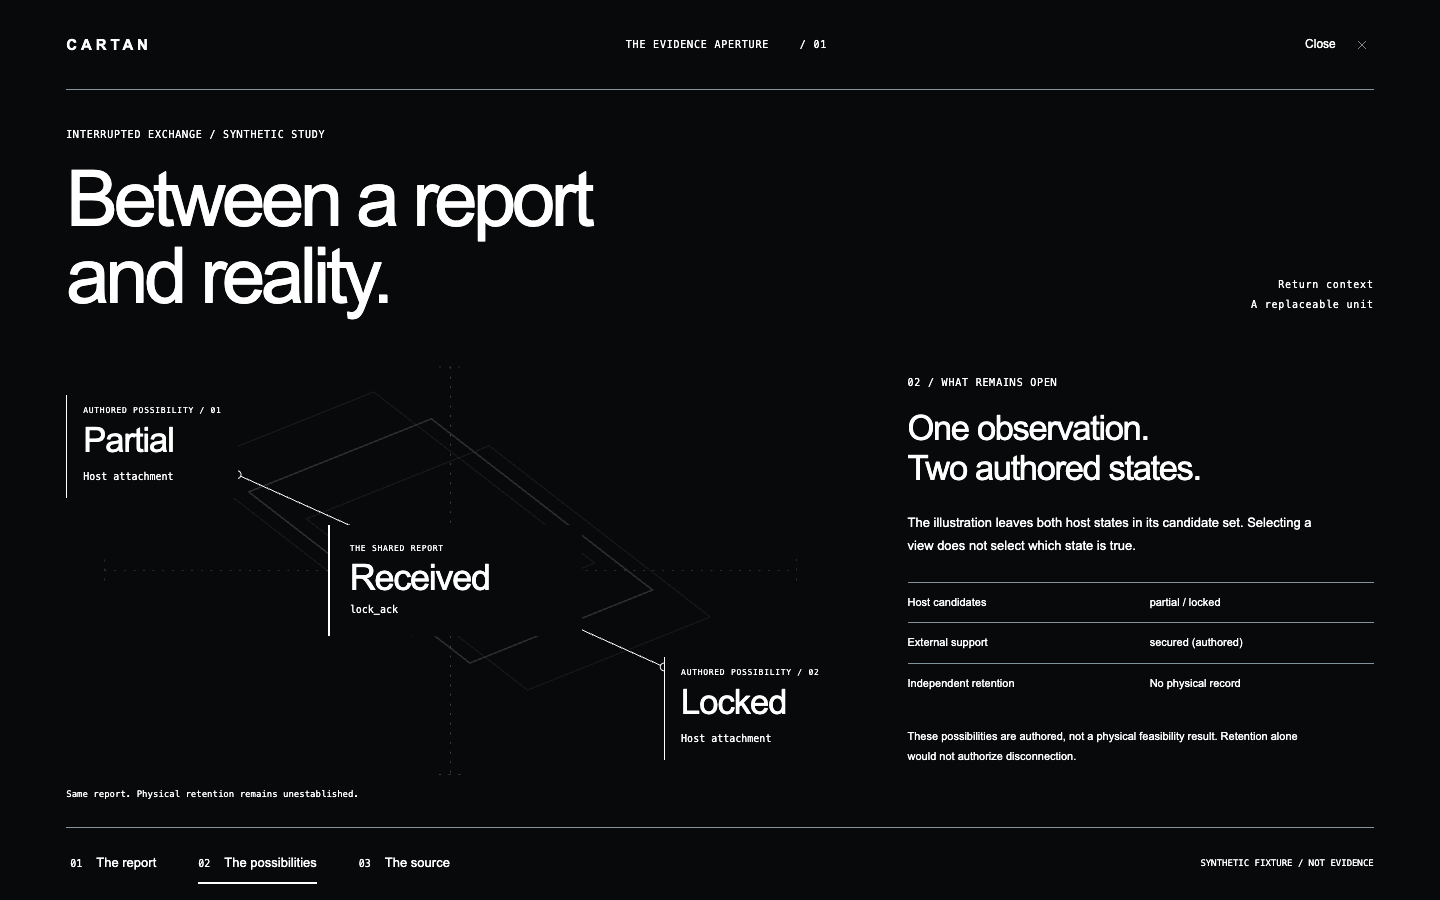 CARTAN
THE EVIDENCE APERTURE / 01
Close
INTERRUPTED EXCHANGE / SYNTHETIC STUDY
Between a report
and reality.
Return context
A replaceable unit
AUTHORED POSSIBILITY / 01
Partial
Host attachment
THE SHARED REPORT
Received
lock_ack
AUTHORED POSSIBILITY / 02
Locked
Host attachment
Same report. Physical retention remains unestablished.
02 / WHAT REMAINS OPEN
One observation.
Two authored states.
The illustration leaves both host states in its candidate set. Selecting a
view does not select which state is true.
Host candidates partial / locked
External support secured (authored)
Independent retention No physical record
These possibilities are authored, not a physical feasibility result. Retention alone
would not authorize disconnection.
01 The report 02 The possibilities 03 The source
SYNTHETIC FIXTURE / NOT EVIDENCE